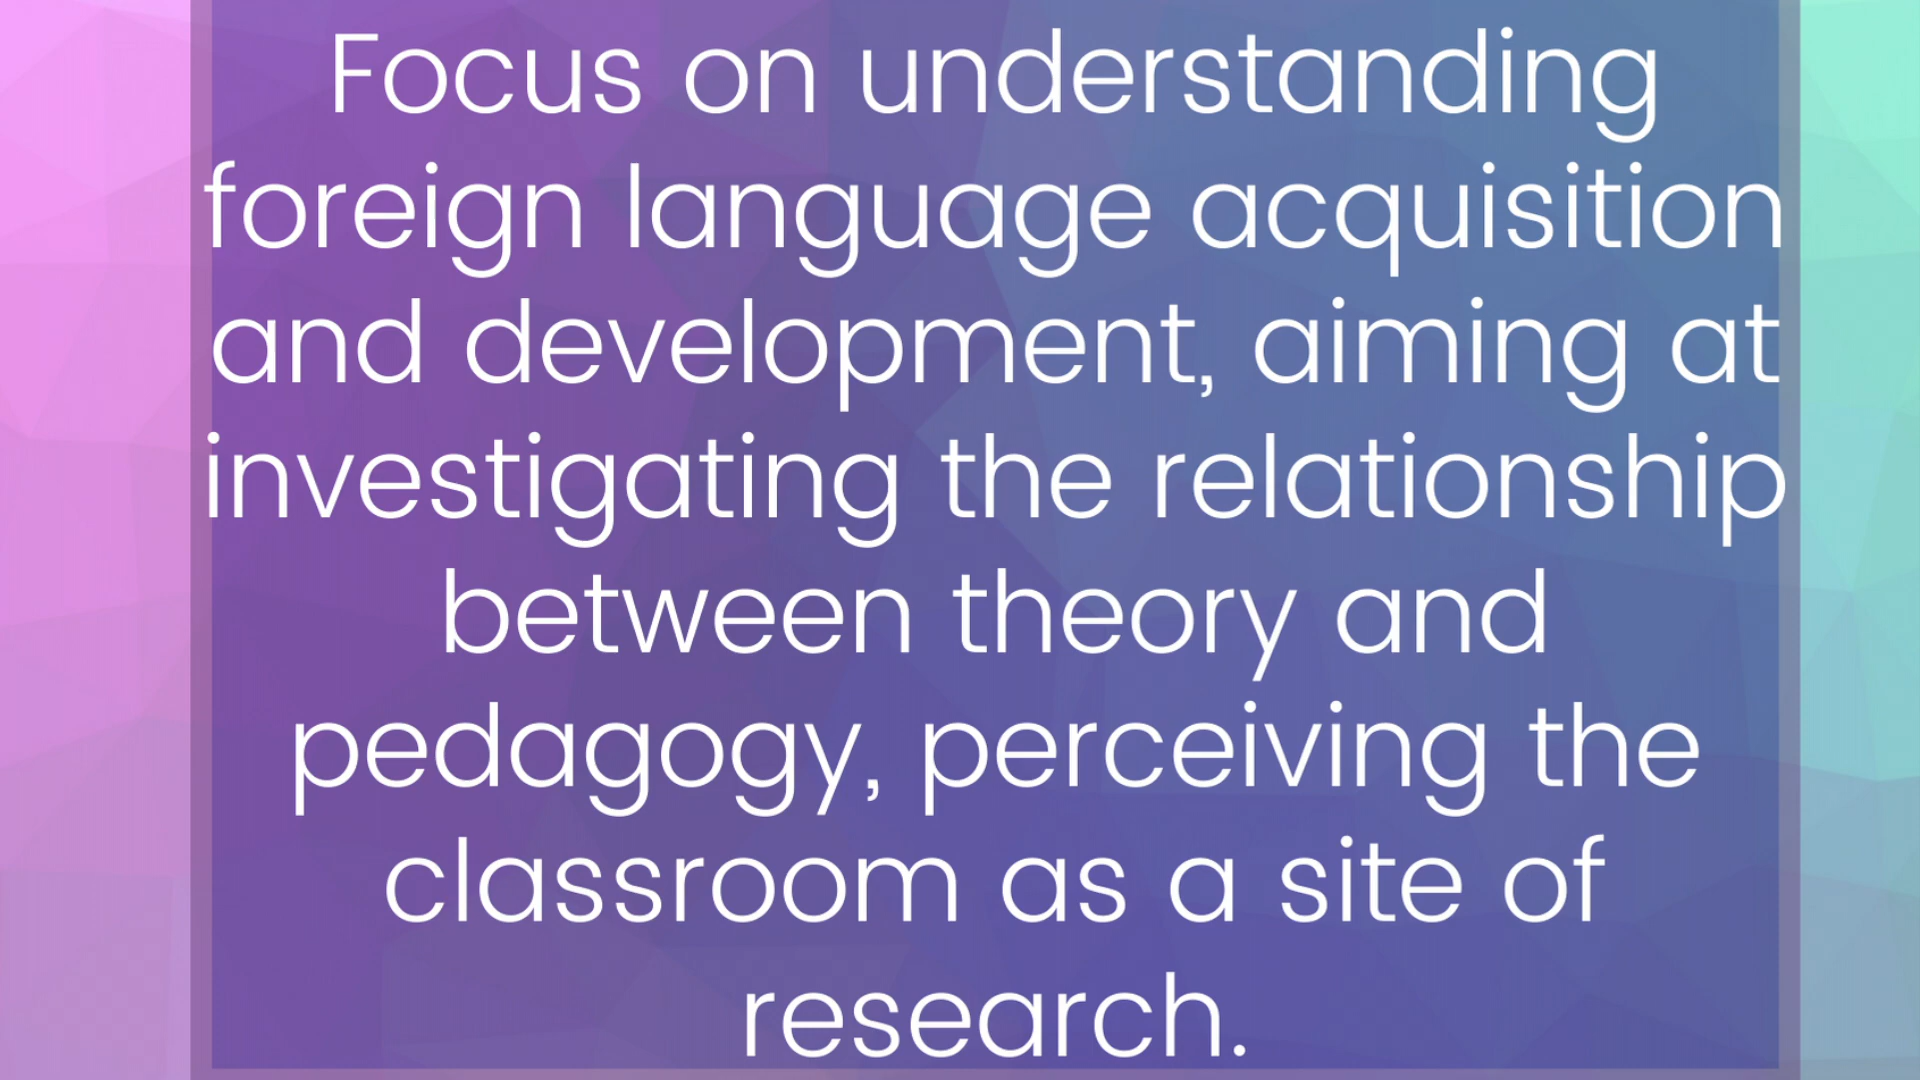 Focus on understanding
foreign language acquisition
and development, aiming at
investigating the relationship
between theory and
pedagogy, perceiving the
classroom as a site of
research.